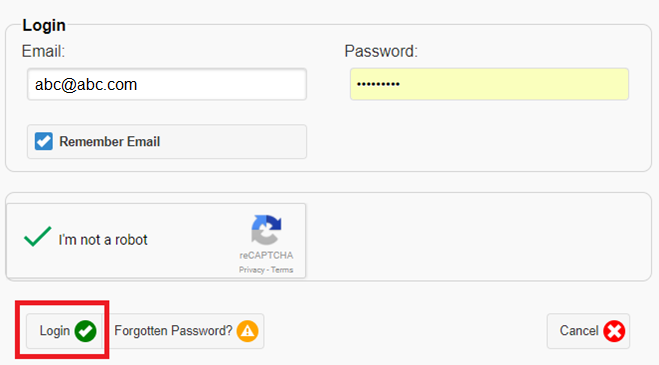 Login
Email: Password:
abc@abc.com •••••••••
Remember Email
I'm not a robot
reCAPTCHA
Privacy - Terms
Login Forgotten Password? Cancel